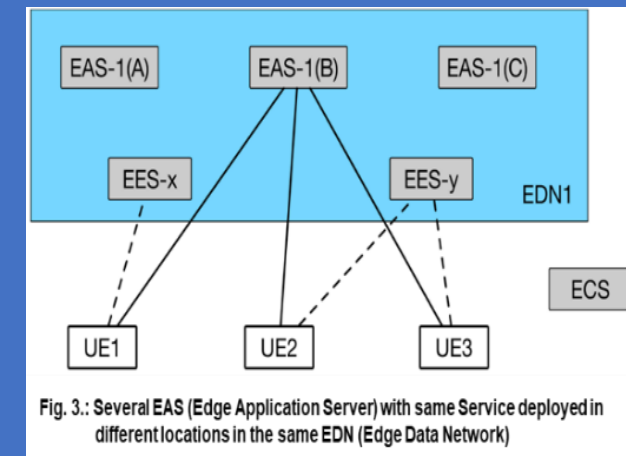 EAS-1(A) EAS-1(B) EAS-1(C)
EES-x EES-y
EDN1
ECS
UE1 UE2 UE3
Fig. 3.: Several EAS (Edge Application Server) with same Service deployed in
different locations in the same EDN (Edge Data Network)